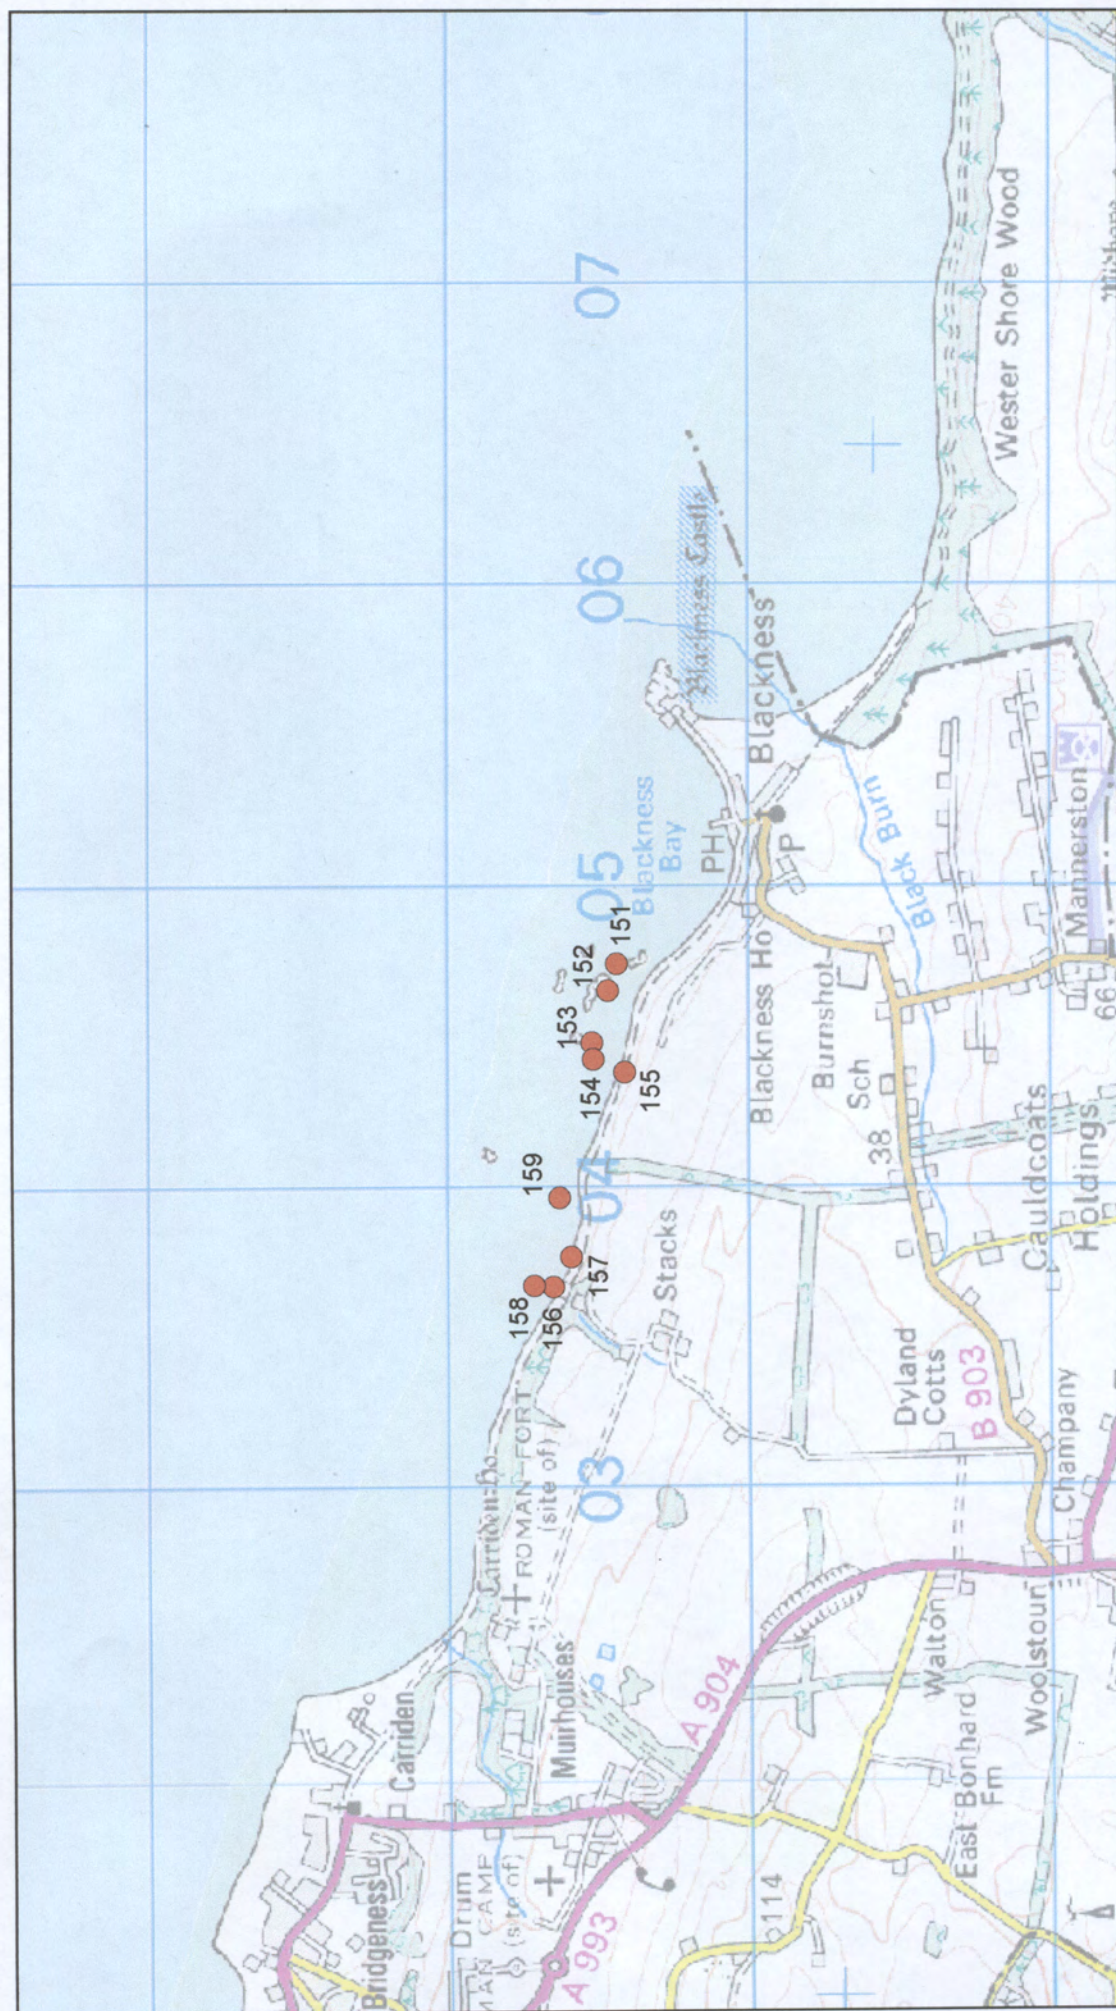 07
06
05
04
03
Wester Shore Wood
Blackness Castle
Blackness
Blackness
Bay
PH
P
Black Burn
Mannerston
66
151
152
153
154
155
159
157
158
156
Blackness Ho
Burnshot
Sch
38
Cauldcoats
Holdings
Stacks
Dyland
Cotts
B 903
Champany
Carriden Ho
ROMAN FORT
(site of)
Muirhouses
Carriden
A 904
Walton
Woolstoun
East Bonhard
Fm
Bridgeness
Drum
MAN CAMP
(site of)
A 993
114